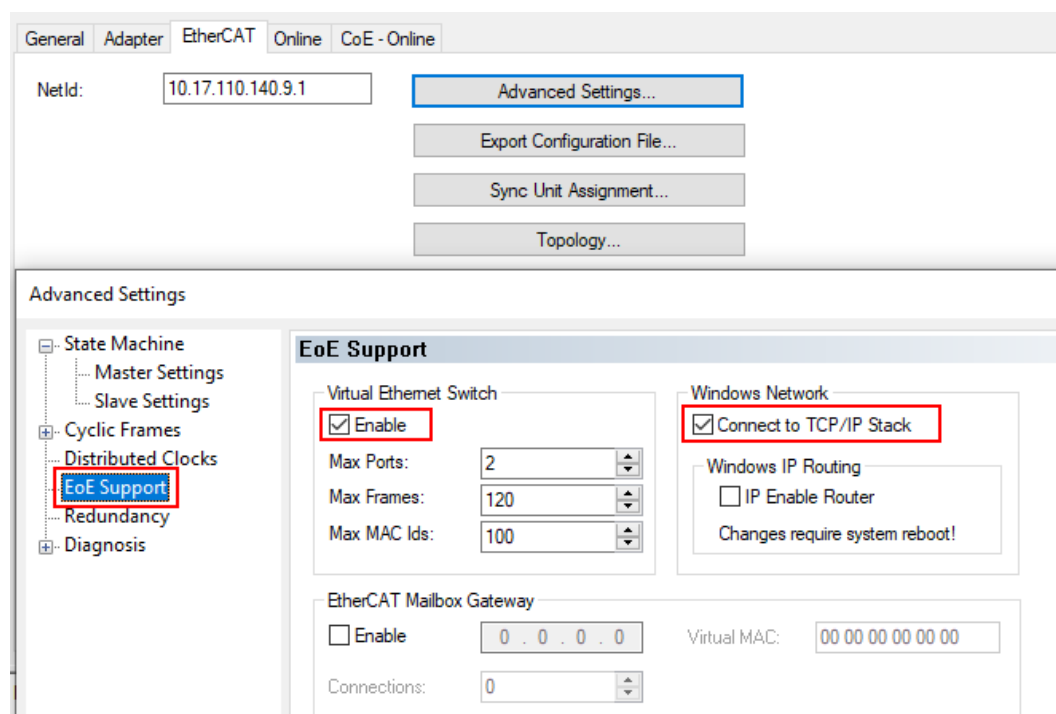 General Adapter EtherCAT Online CoE - Online
NetId: 10.17.110.140.9.1 Advanced Settings...
Export Configuration File...
Sync Unit Assignment...
Topology...
Advanced Settings
State Machine
Master Settings
Slave Settings
Cyclic Frames
Distributed Clocks
EoE Support
Redundancy
Diagnosis
EoE Support
Virtual Ethernet Switch
Enable
Max Ports: 2
Max Frames: 120
Max MAC Ids: 100
Windows Network
Connect to TCP/IP Stack
Windows IP Routing
IP Enable Router
Changes require system reboot!
EtherCAT Mailbox Gateway
Enable 0 . 0 . 0 . 0 Virtual MAC: 00 00 00 00 00 00
Connections: 0